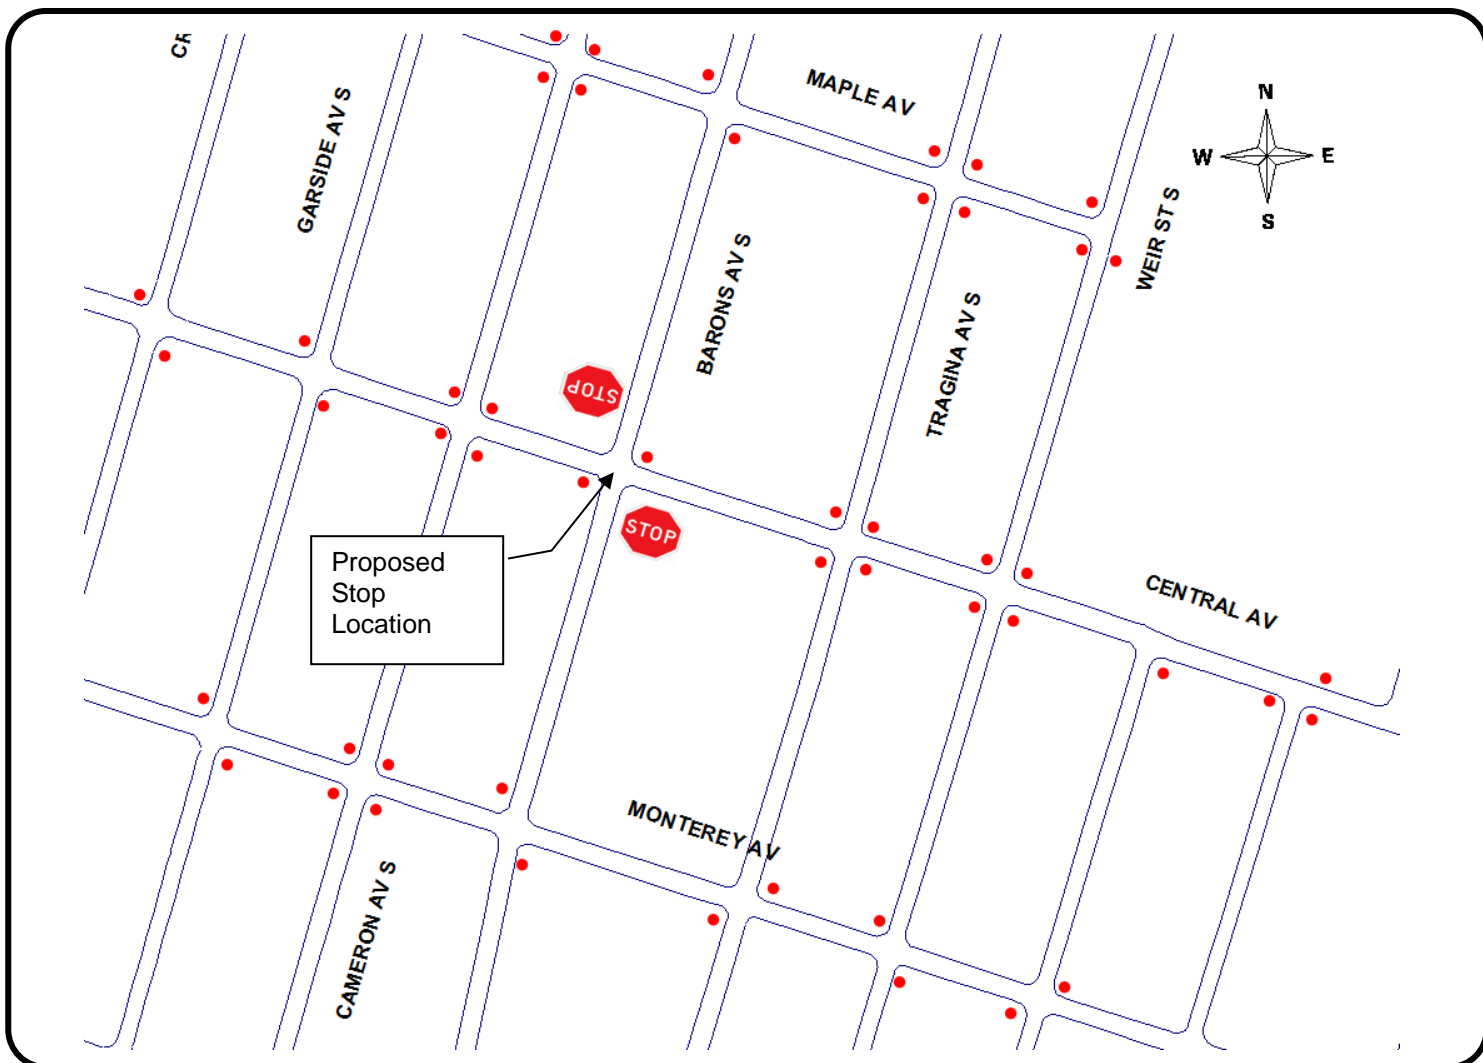 CR
GARSIDE AV S
MAPLE AV
N
W E
S
WEIR ST S
BARONS AV S
TRAGINA AV S
STOP
STOP
Proposed
Stop
Location
CENTRAL AV
MONTEREY AV
CAMERON AV S